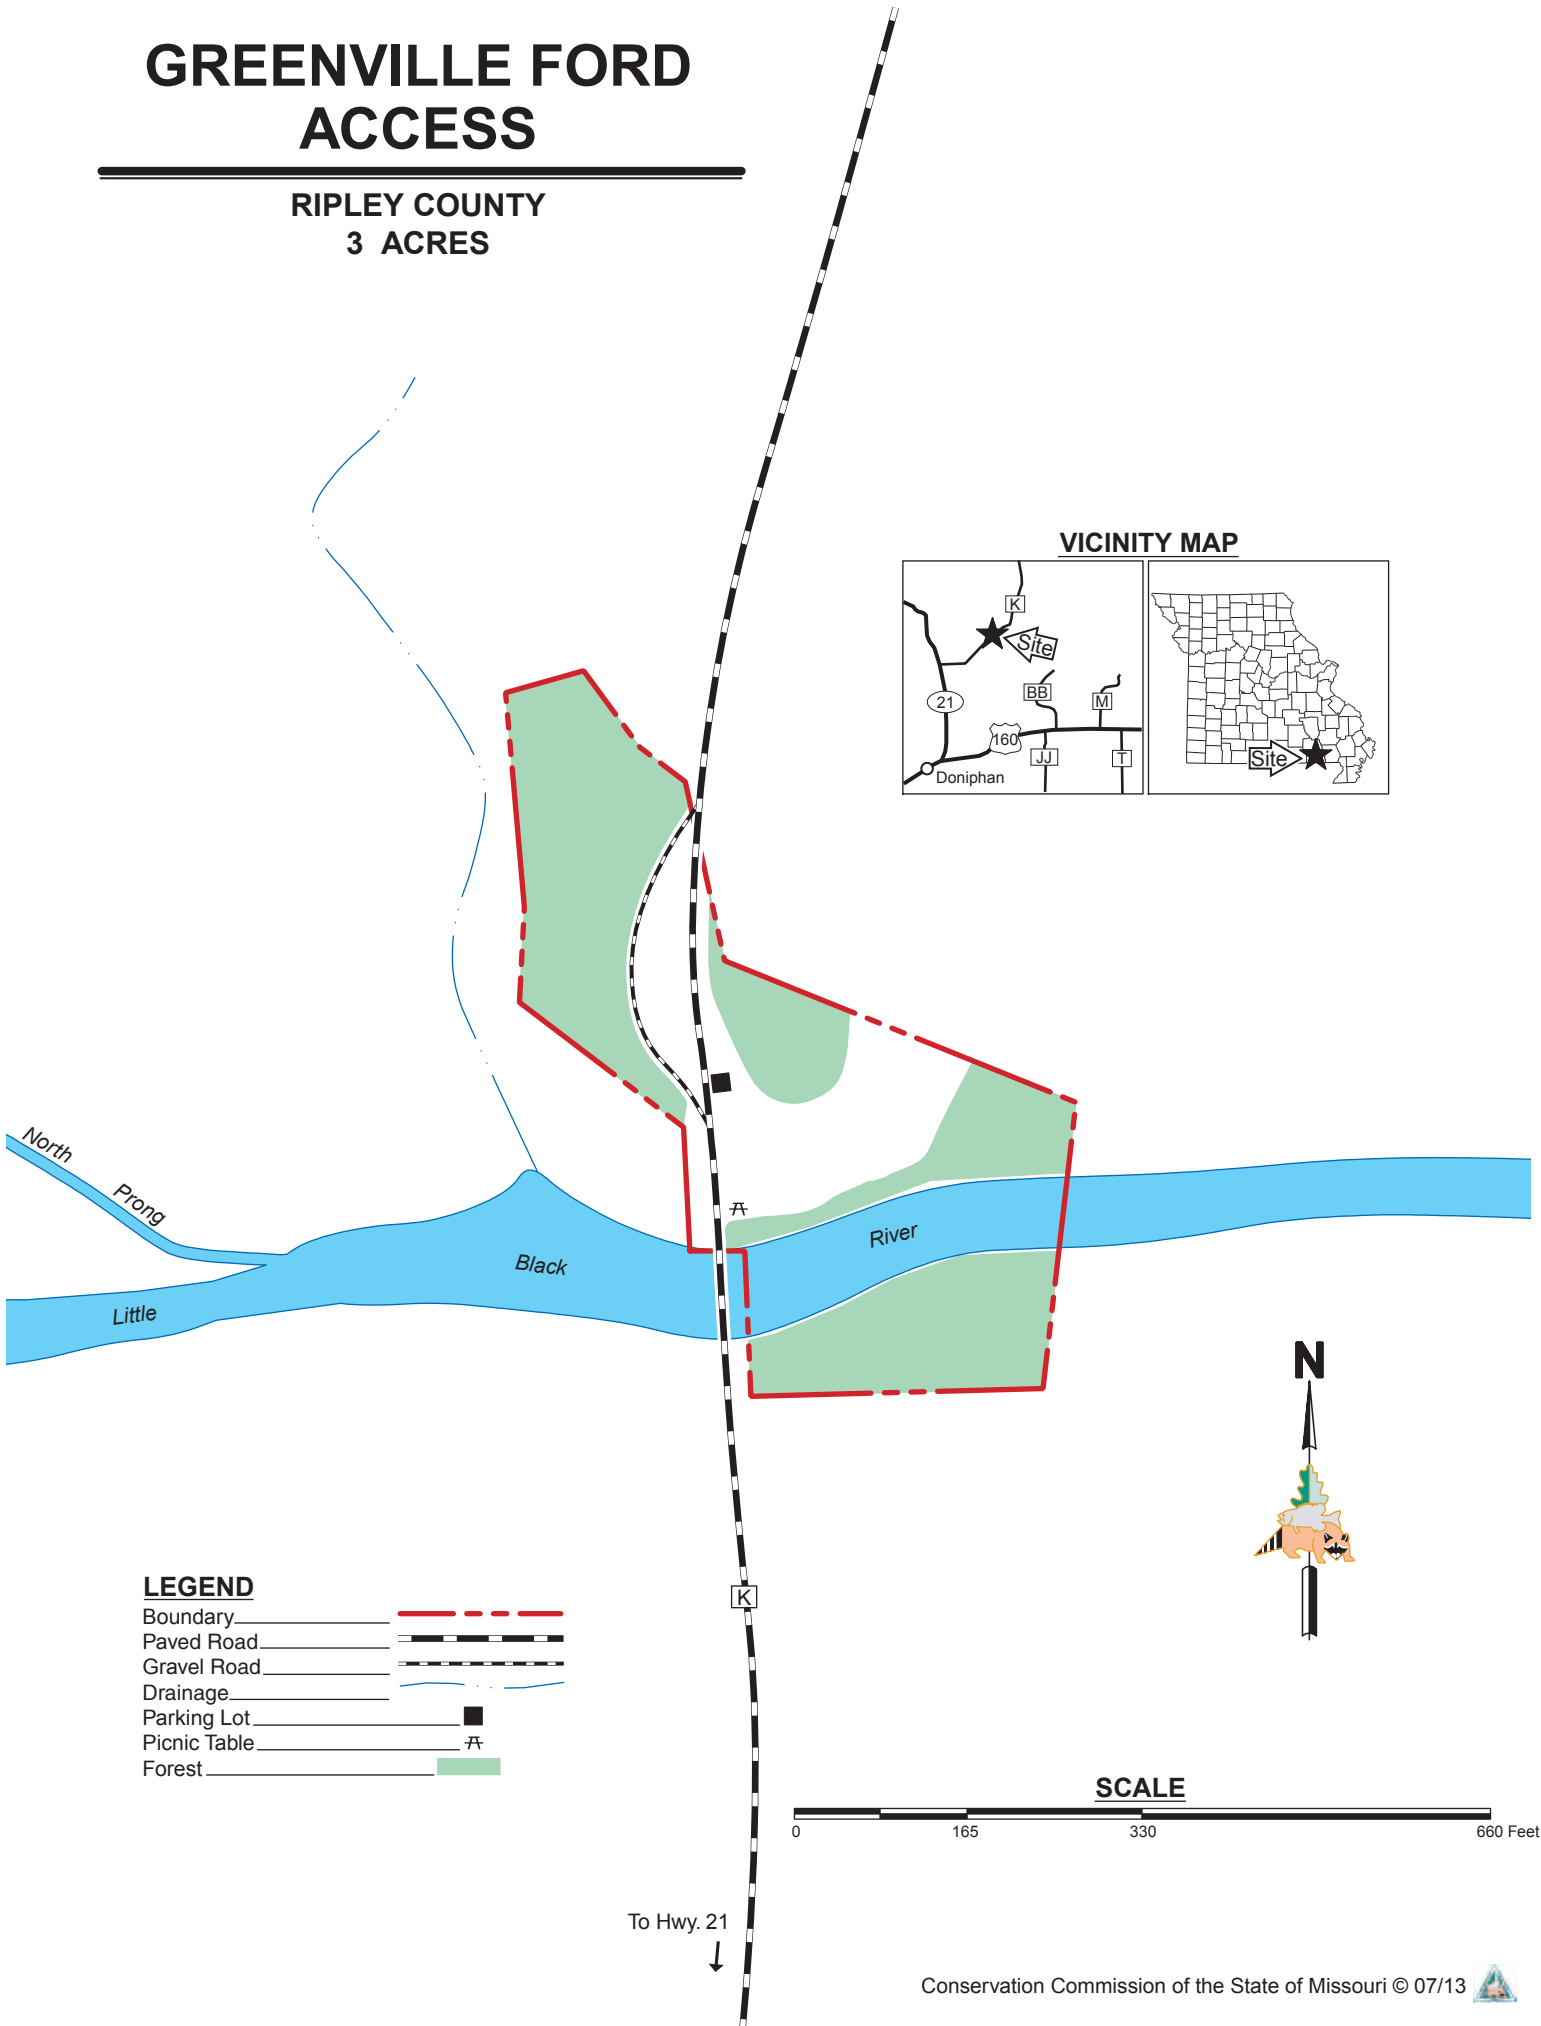 GREENVILLE FORD
ACCESS
RIPLEY COUNTY
3 ACRES
VICINITY MAP
K
Site
21
BB
M
160
JJ
T
Doniphan
Site
North
Prong
Little
Black
River
N
K
LEGEND
Boundary
Paved Road
Gravel Road
Drainage
Parking Lot
Picnic Table
Forest
SCALE
0 165 330 660 Feet
To Hwy. 21
Conservation Commission of the State of Missouri © 07/13